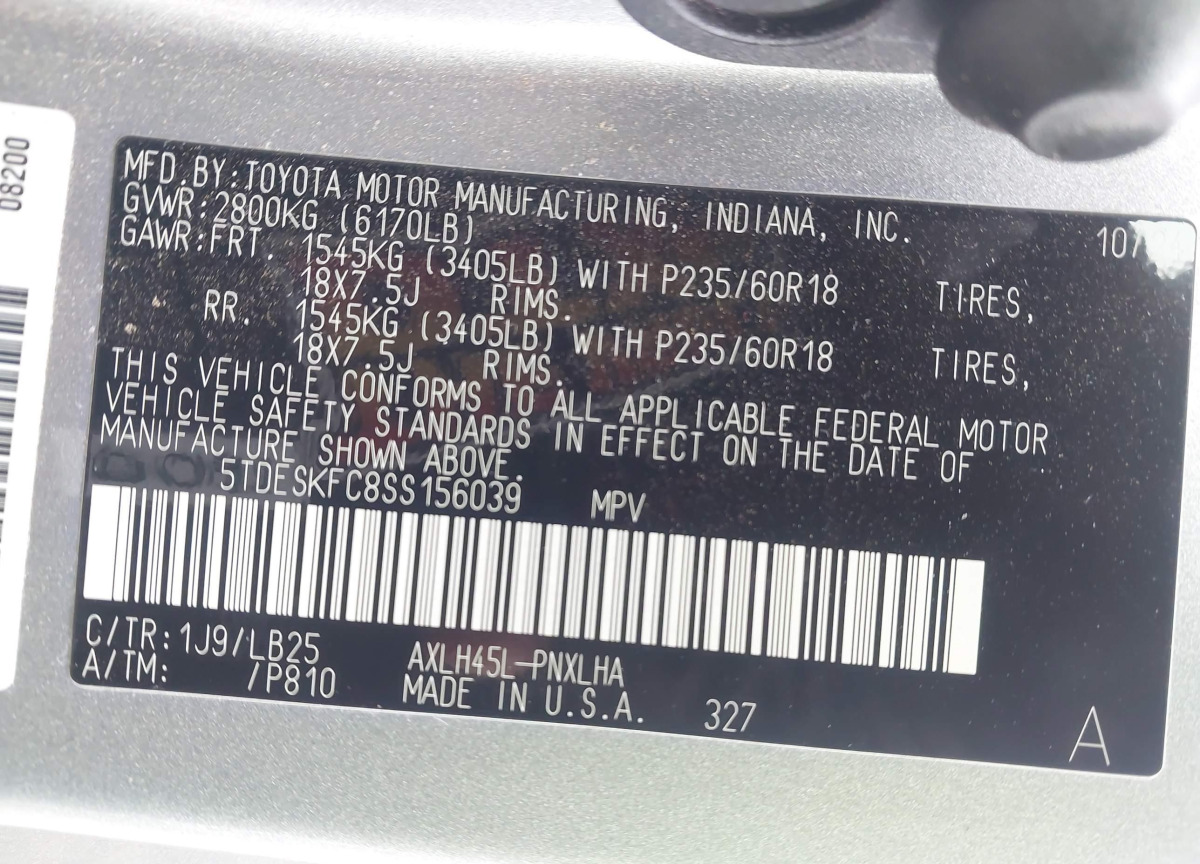 08200
MFD BY:TOYOTA MOTOR MANUFACTURING, INDIANA, INC. 107
GVWR:2800KG (6170LB)
GAWR:FRT. 1545KG (3405LB) WITH P235/60R18 TIRES,
18X7.5J RIMS.
RR. 1545KG (3405LB) WITH P235/60R18 TIRES,
18X7.5J RIMS.
THIS VEHICLE CONFORMS TO ALL APPLICABLE FEDERAL MOTOR
VEHICLE SAFETY STANDARDS IN EFFECT ON THE DATE OF
MANUFACTURE SHOWN ABOVE.
5TDESKFC8SS156039 MPV
C/TR:1J9/LB25 AXLH45L-PNXLHA
A/TM: /P810 MADE IN U.S.A. 327
A